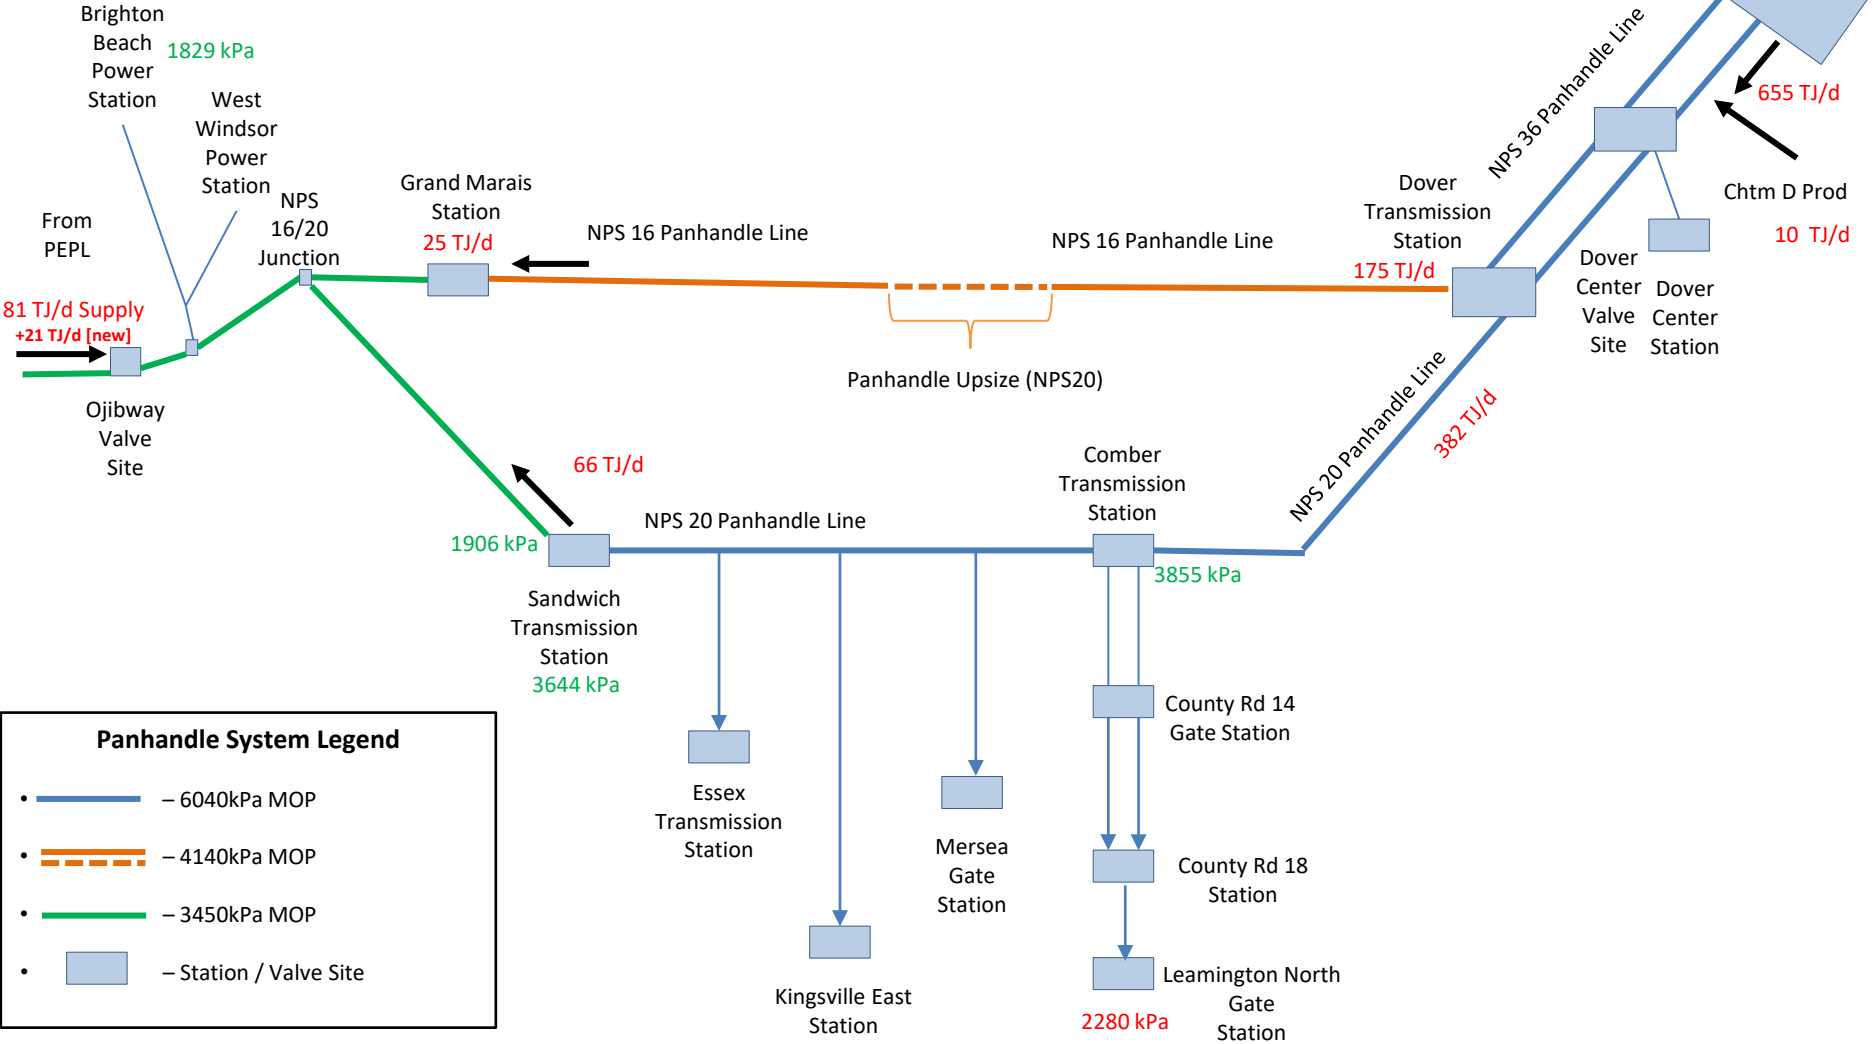 Brighton
Beach
Power
Station
1829 kPa
West
Windsor
Power
Station
NPS
16/20
Junction
From
PEPL
81 TJ/d Supply
+21 TJ/d [new]
Ojibway
Valve
Site
Grand Marais
Station
25 TJ/d
NPS 16 Panhandle Line
NPS 16 Panhandle Line
Panhandle Upsize (NPS20)
Dover
Transmission
Station
175 TJ/d
NPS 36 Panhandle Line
655 TJ/d
Chtm D Prod
10 TJ/d
Dover
Center
Valve
Site
Dover
Center
Station
NPS 20 Panhandle Line
382 TJ/d
66 TJ/d
1906 kPa
NPS 20 Panhandle Line
Comber
Transmission
Station
3855 kPa
Sandwich
Transmission
Station
3644 kPa
Essex
Transmission
Station
Kingsville East
Station
Mersea
Gate
Station
County Rd 14
Gate Station
County Rd 18
Station
Leamington North
Gate
Station
2280 kPa
Panhandle System Legend
• – 6040kPa MOP
• – 4140kPa MOP
• – 3450kPa MOP
• – Station / Valve Site